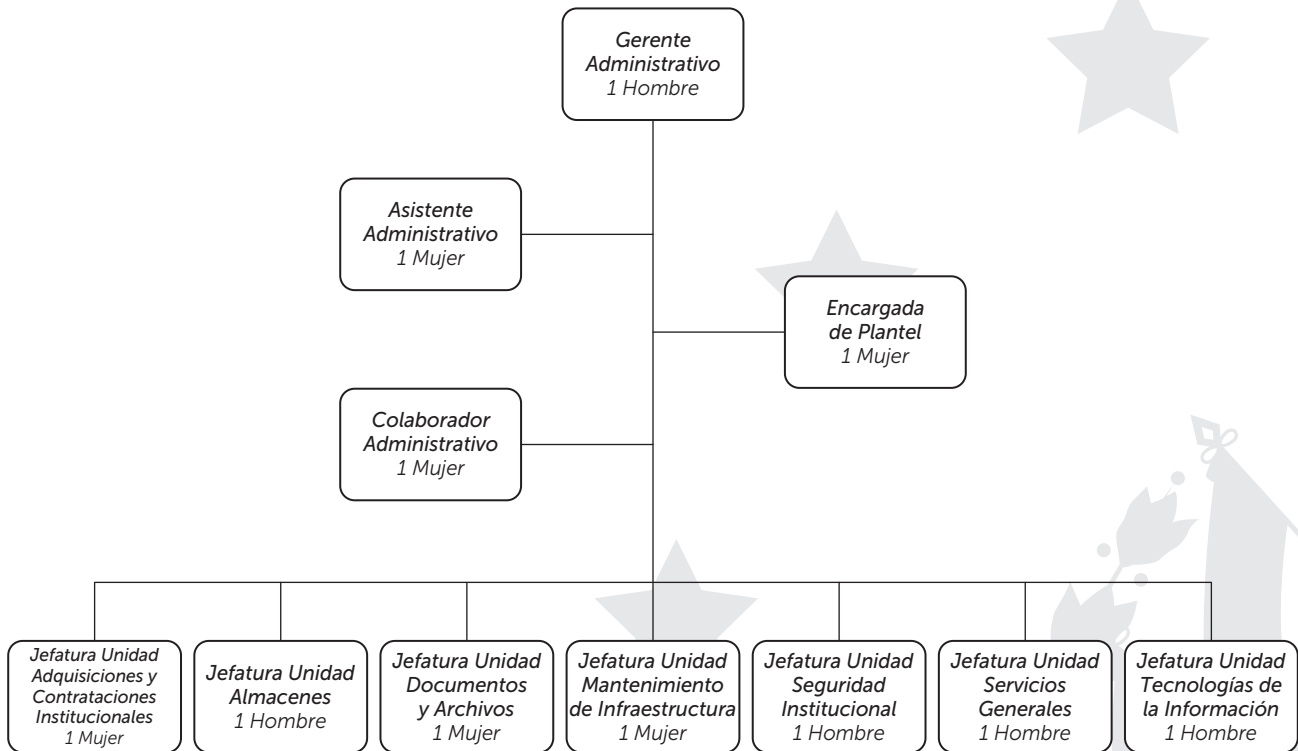 Gerente
Administrativo
1 Hombre
Asistente
Administrativo
1 Mujer
Encargada
de Plantel
1 Mujer
Colaborador
Administrativo
1 Mujer
Jefatura Unidad
Adquisiciones y
Contrataciones
Institucionales
1 Mujer
Jefatura Unidad
Almacenes
1 Hombre
Jefatura Unidad
Documentos
y Archivos
1 Mujer
Jefatura Unidad
Mantenimiento
de Infraestructura
1 Mujer
Jefatura Unidad
Seguridad
Institucional
1 Hombre
Jefatura Unidad
Servicios
Generales
1 Hombre
Jefatura Unidad
Tecnologías de
la Información
1 Hombre